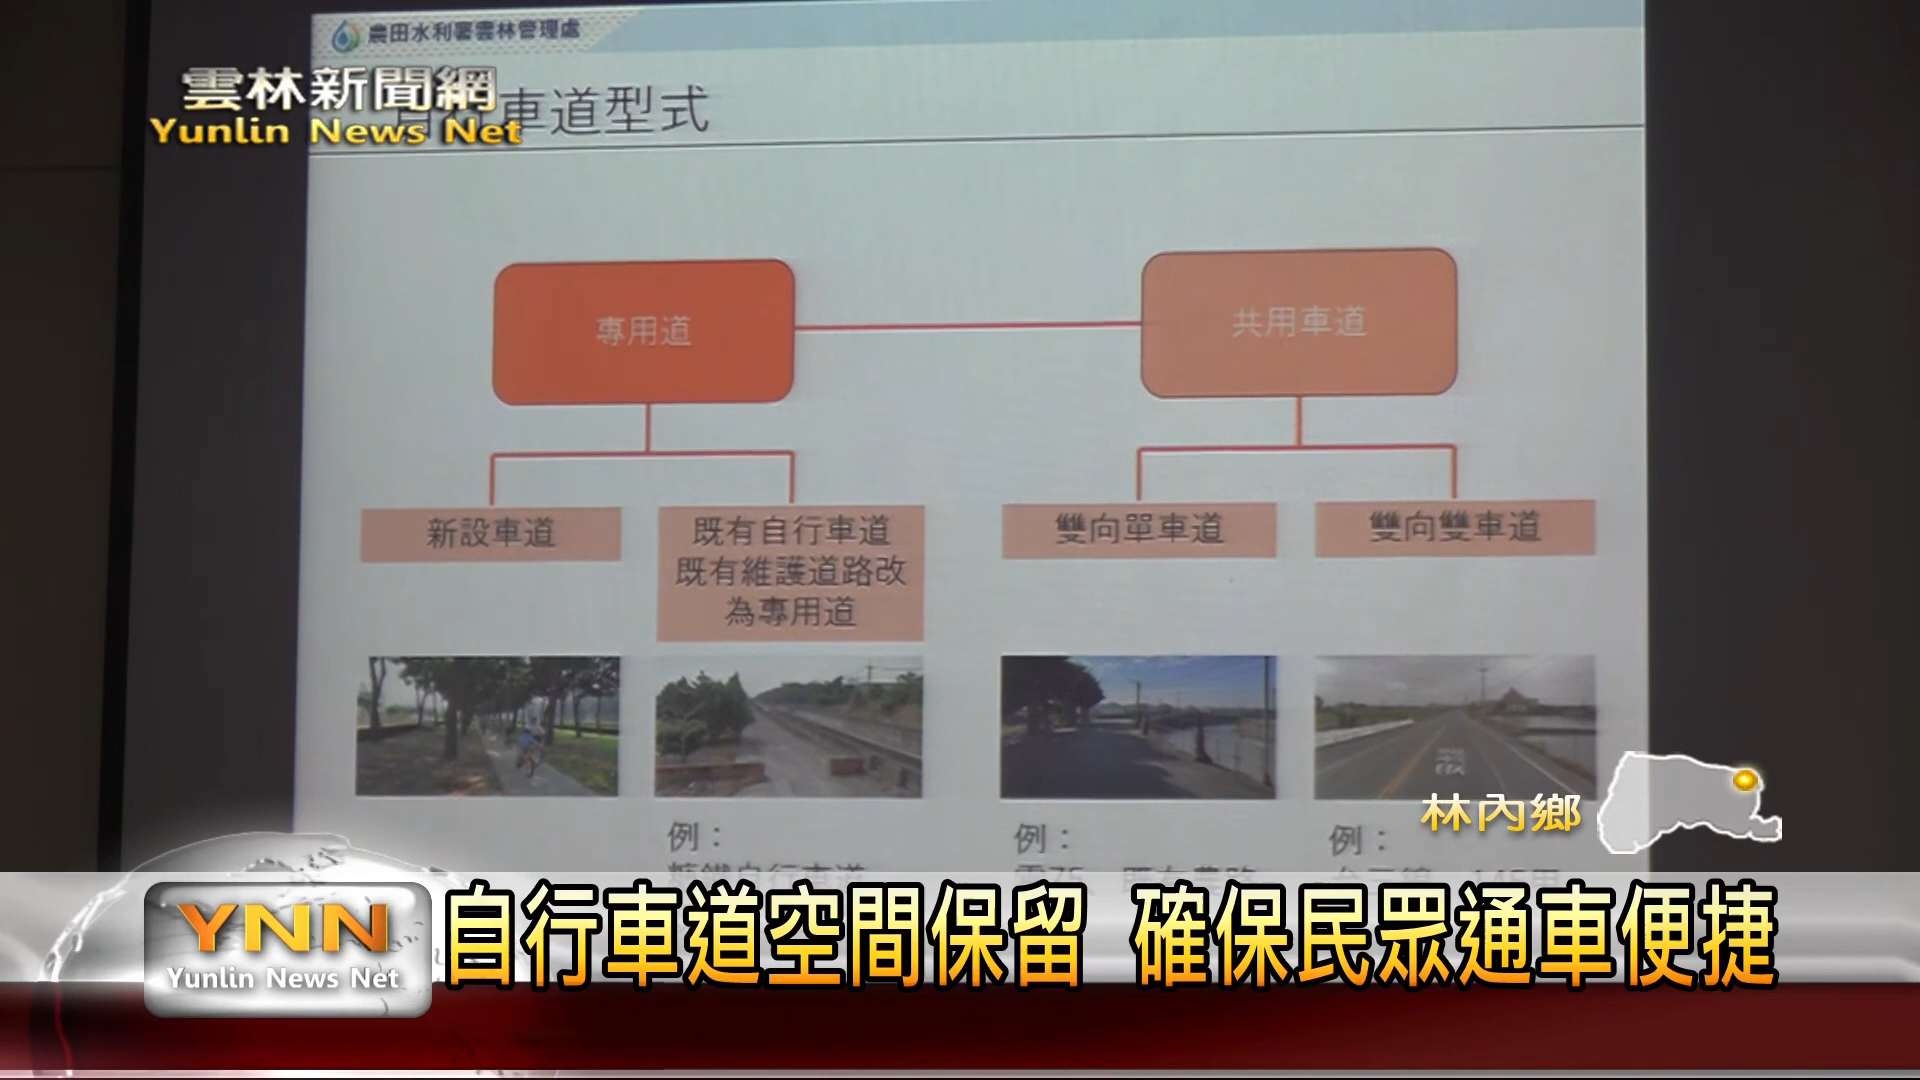 農田水利署雲林管理處
雲林新聞網
Yunlin News Net
自行車道型式
專用道
共用車道
新設車道
既有自行車道
既有維護道路改
為專用道
雙向單車道
雙向雙車道
例：
例：
例：
林內鄉
YNN
Yunlin News Net
自行車道空間保留 確保民眾通車便捷